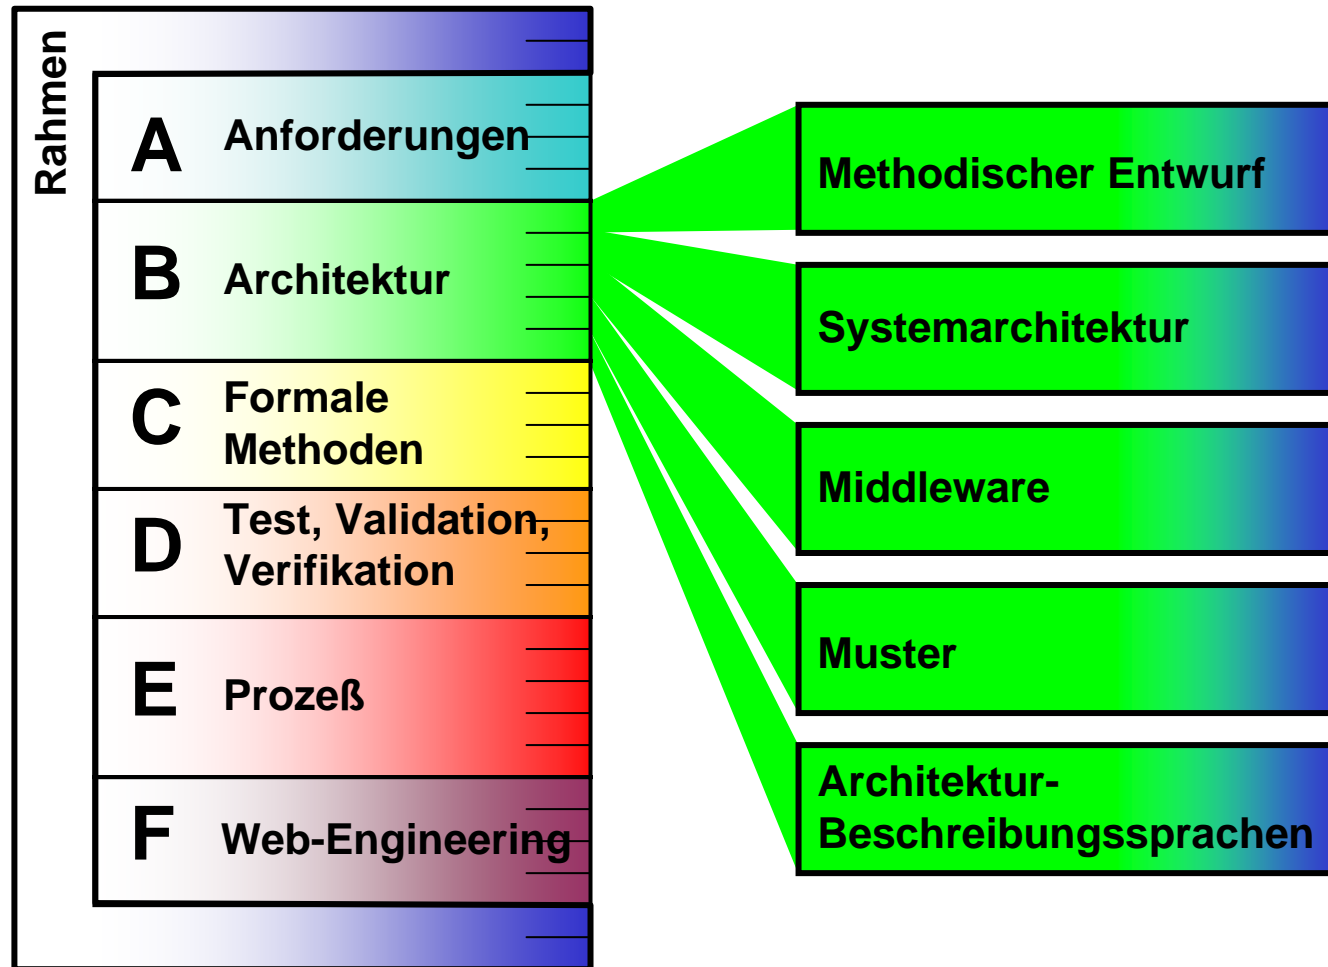 Rahmen
A
Anforderungen
B
Architektur
C
Formale
Methoden
D
Test, Validation,
Verifikation
E
Prozeß
F
Web-Engineering
Methodischer Entwurf
Systemarchitektur
Middleware
Muster
Architektur-
Beschreibungssprachen